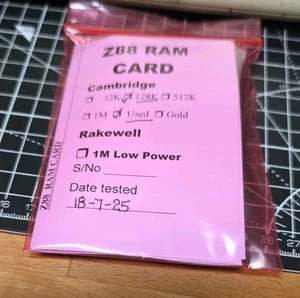 Z88 RAM
CARD
Cambridge
☐ 32K ☑ 128K ☐ 512K
☐ 1M ☑ Used ☐ Gold
Rakewell
☐ 1M Low Power
S/No
Date tested
18-7-25
Z88 RAM CARD